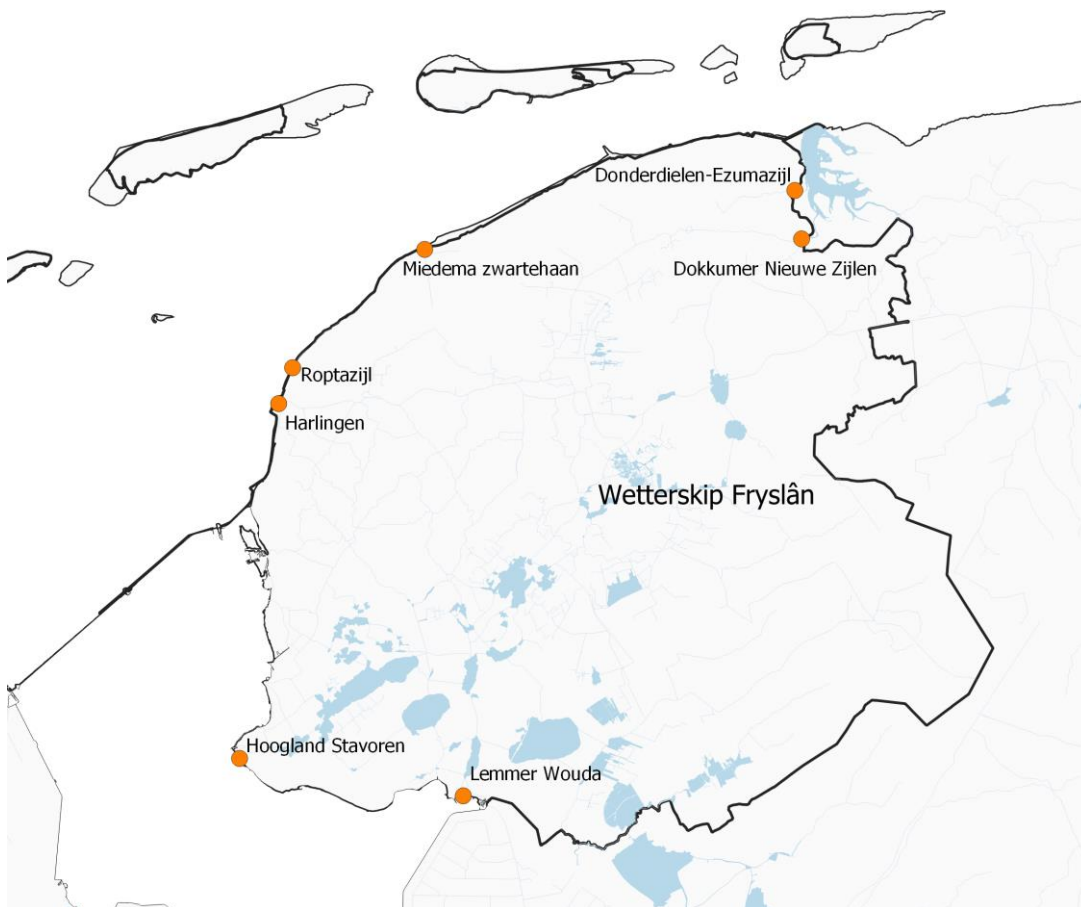 Donderdielen-Ezumazijl
Miedema zwartehaan
Dokkumer Nieuwe Zijlen
Roptazijl
Harlingen
Wetterskip Fryslân
Hoogland Stavoren
Lemmer Wouda